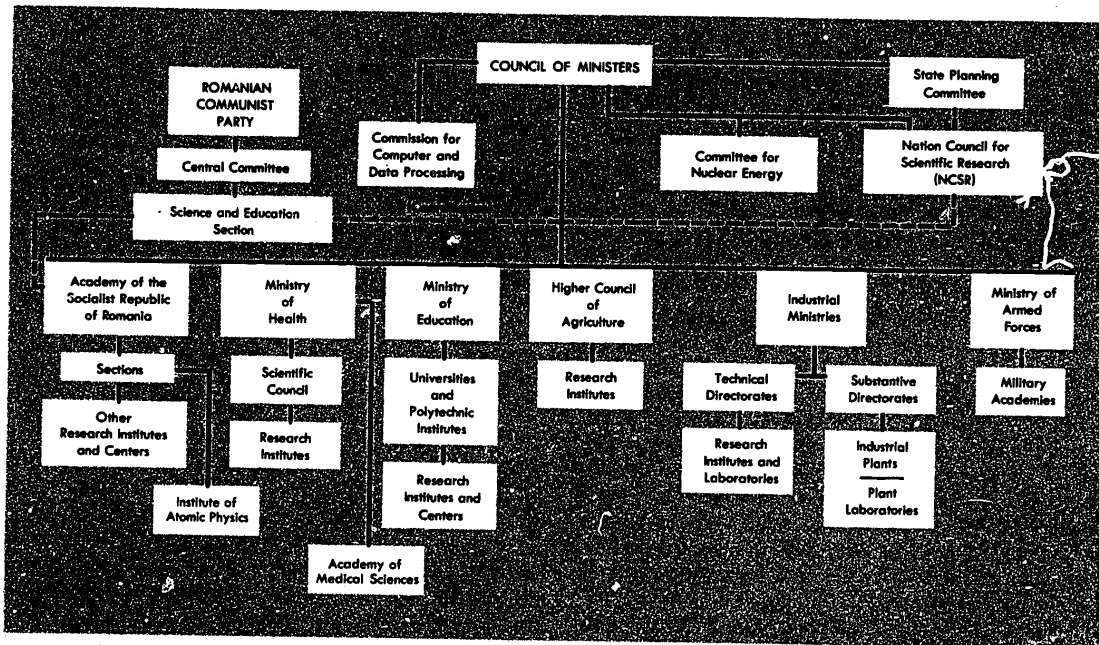 COUNCIL OF MINISTERS
ROMANIAN
COMMUNIST
PARTY
State Planning
Committee
Commission for
Computer and
Data Processing
Committee for
Nuclear Energy
Nation Council for
Scientific Research
(NCSR)
Central Committee
Science and Education
Section
Academy of the
Socialist Republic
of Romania
Ministry
of
Health
Ministry
of
Education
Higher Council
of
Agriculture
Industrial
Ministries
Ministry of
Armed
Forces
Sections
Scientific
Council
Universities
and
Polytechnic
Institutes
Research
Institutes
Technical
Directorates
Substantive
Directorates
Military
Academies
Other
Research Institutes
and Centers
Research
Institutes
Research
Institutes and
Laboratories
Industrial
Plants
Plant
Laboratories
Institute of
Atomic Physics
Research
Institutes and
Centers
Academy of
Medical Sciences